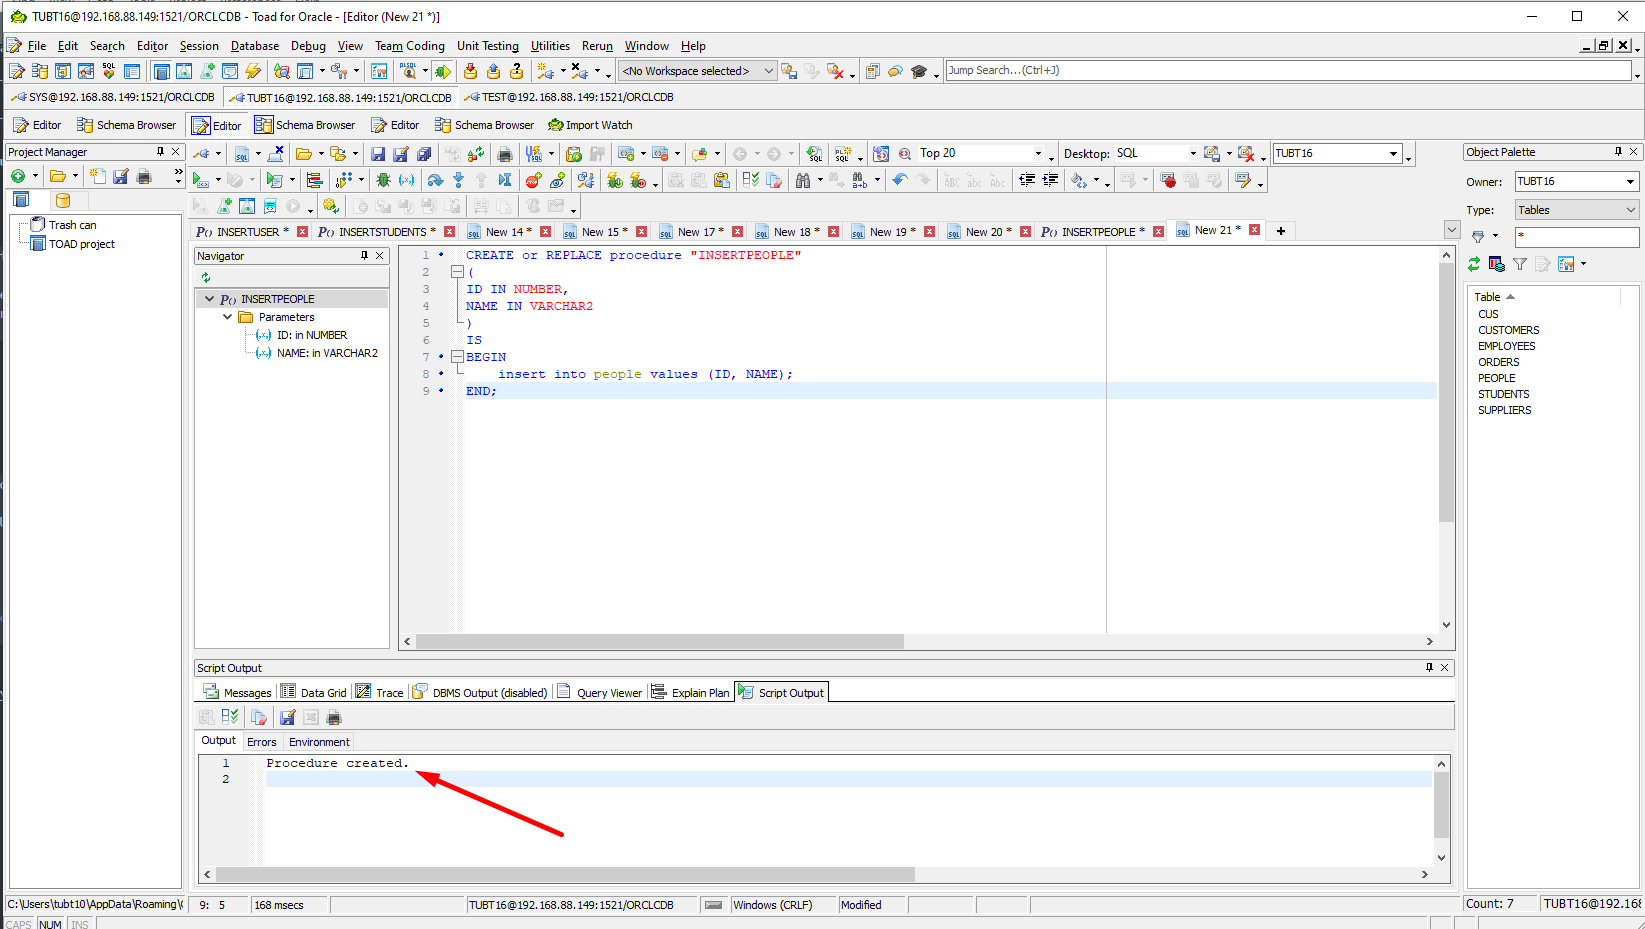 TUBT16@192.168.88.149:1521/ORCLCDB - Toad for Oracle - [Editor (New 21 *)]
File Edit Search Editor Session Database Debug View Team Coding Unit Testing Utilities Rerun Window Help
<No Workspace selected> Jump Search...(Ctrl+J)
SYS@192.168.88.149:1521/ORCLCDB TUBT16@192.168.88.149:1521/ORCLCDB TEST@192.168.88.149:1521/ORCLCDB
Editor Schema Browser Editor Schema Browser Editor Schema Browser Import Watch
Project Manager
Trash can
TOAD project
Top 20 Desktop: SQL TUBT16
INSERTUSER * INSERTSTUDENTS * New 14 * New 15 * New 17 * New 18 * New 19 * New 20 * INSERTPEOPLE * New 21 *
Navigator
INSERTPEOPLE
Parameters
ID: in NUMBER
NAME: in VARCHAR2
1 CREATE or REPLACE procedure "INSERTPEOPLE"
2 (
3 ID IN NUMBER,
4 NAME IN VARCHAR2
5 )
6 IS
7 BEGIN
8 insert into people values (ID, NAME);
9 END;
Object Palette
Owner: TUBT16
Type: Tables
*
Table
CUS
CUSTOMERS
EMPLOYEES
ORDERS
PEOPLE
STUDENTS
SUPPLIERS
Script Output
Messages Data Grid Trace DBMS Output (disabled) Query Viewer Explain Plan Script Output
Output Errors Environment
1 Procedure created.
2
C:\Users\tubt10\AppData\Roaming\ 9: 5 168 msecs TUBT16@192.168.88.149:1521/ORCLCDB Windows (CRLF) Modified Count: 7 TUBT16@192.168
CAPS NUM INS